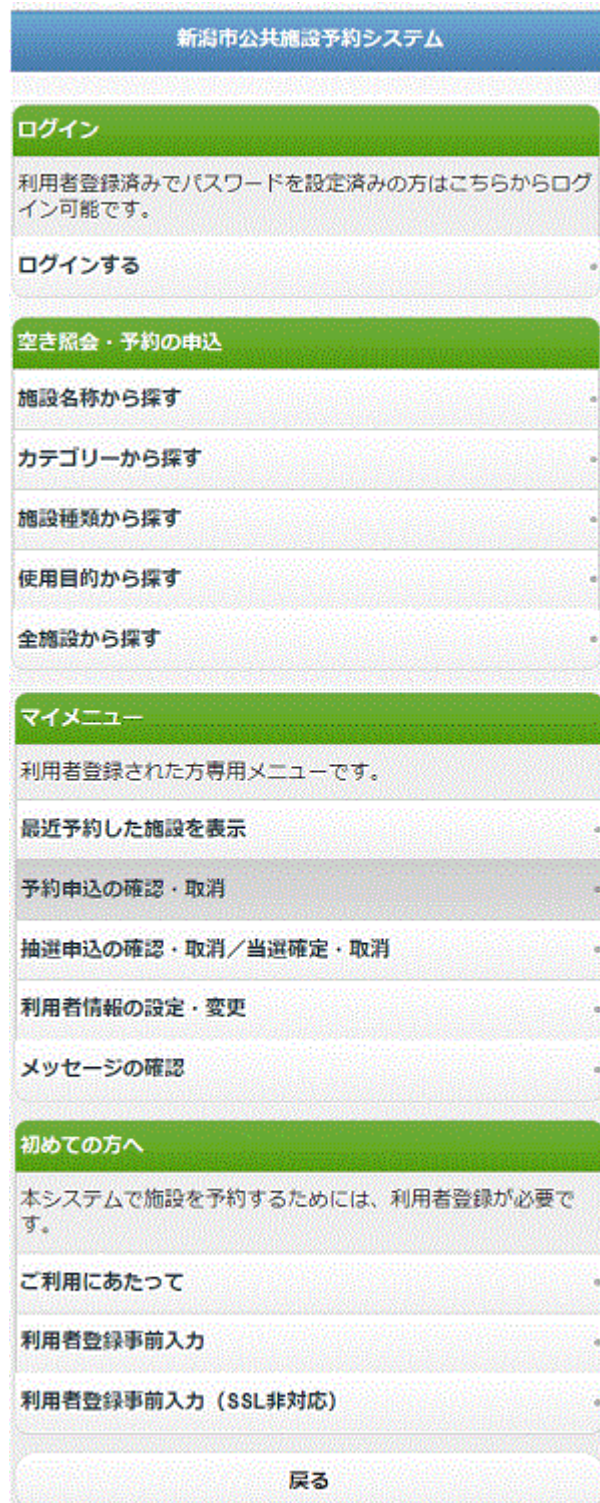 新潟市公共施設予約システム
ログイン
利用者登録済みでパスワードを設定済みの方はこちらからログ
イン可能です。
ログインする
空き照会・予約の申込
施設名称から探す
カテゴリーから探す
施設種類から探す
使用目的から探す
全施設から探す
マイメニュー
利用者登録された方専用メニューです。
最近予約した施設を表示
予約申込の確認・取消
抽選申込の確認・取消／当選確定・取消
利用者情報の設定・変更
メッセージの確認
初めての方へ
本システムで施設を予約するためには、利用者登録が必要で
す。
ご利用にあたって
利用者登録事前入力
利用者登録事前入力（SSL非対応）
戻る